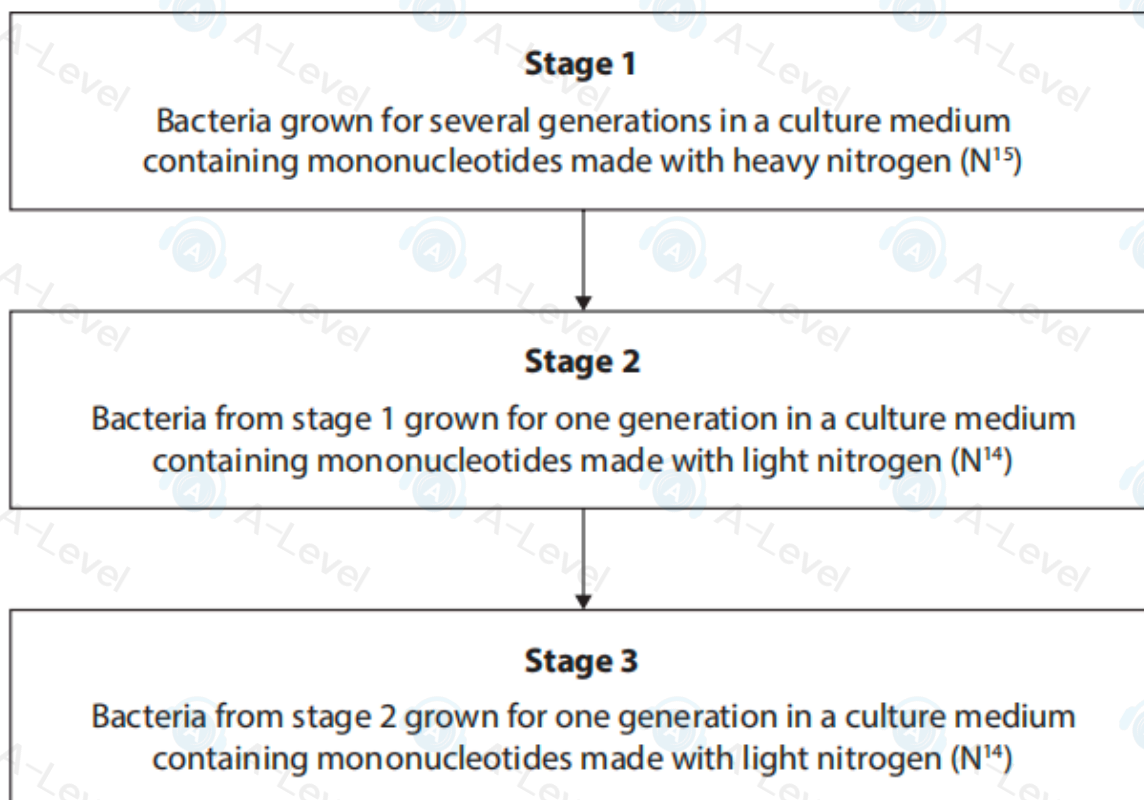 Stage 1
Bacteria grown for several generations in a culture medium
containing mononucleotides made with heavy nitrogen (N¹⁵)
Stage 2
Bacteria from stage 1 grown for one generation in a culture medium
containing mononucleotides made with light nitrogen (N¹⁴)
Stage 3
Bacteria from stage 2 grown for one generation in a culture medium
containing mononucleotides made with light nitrogen (N¹⁴)
A-Level